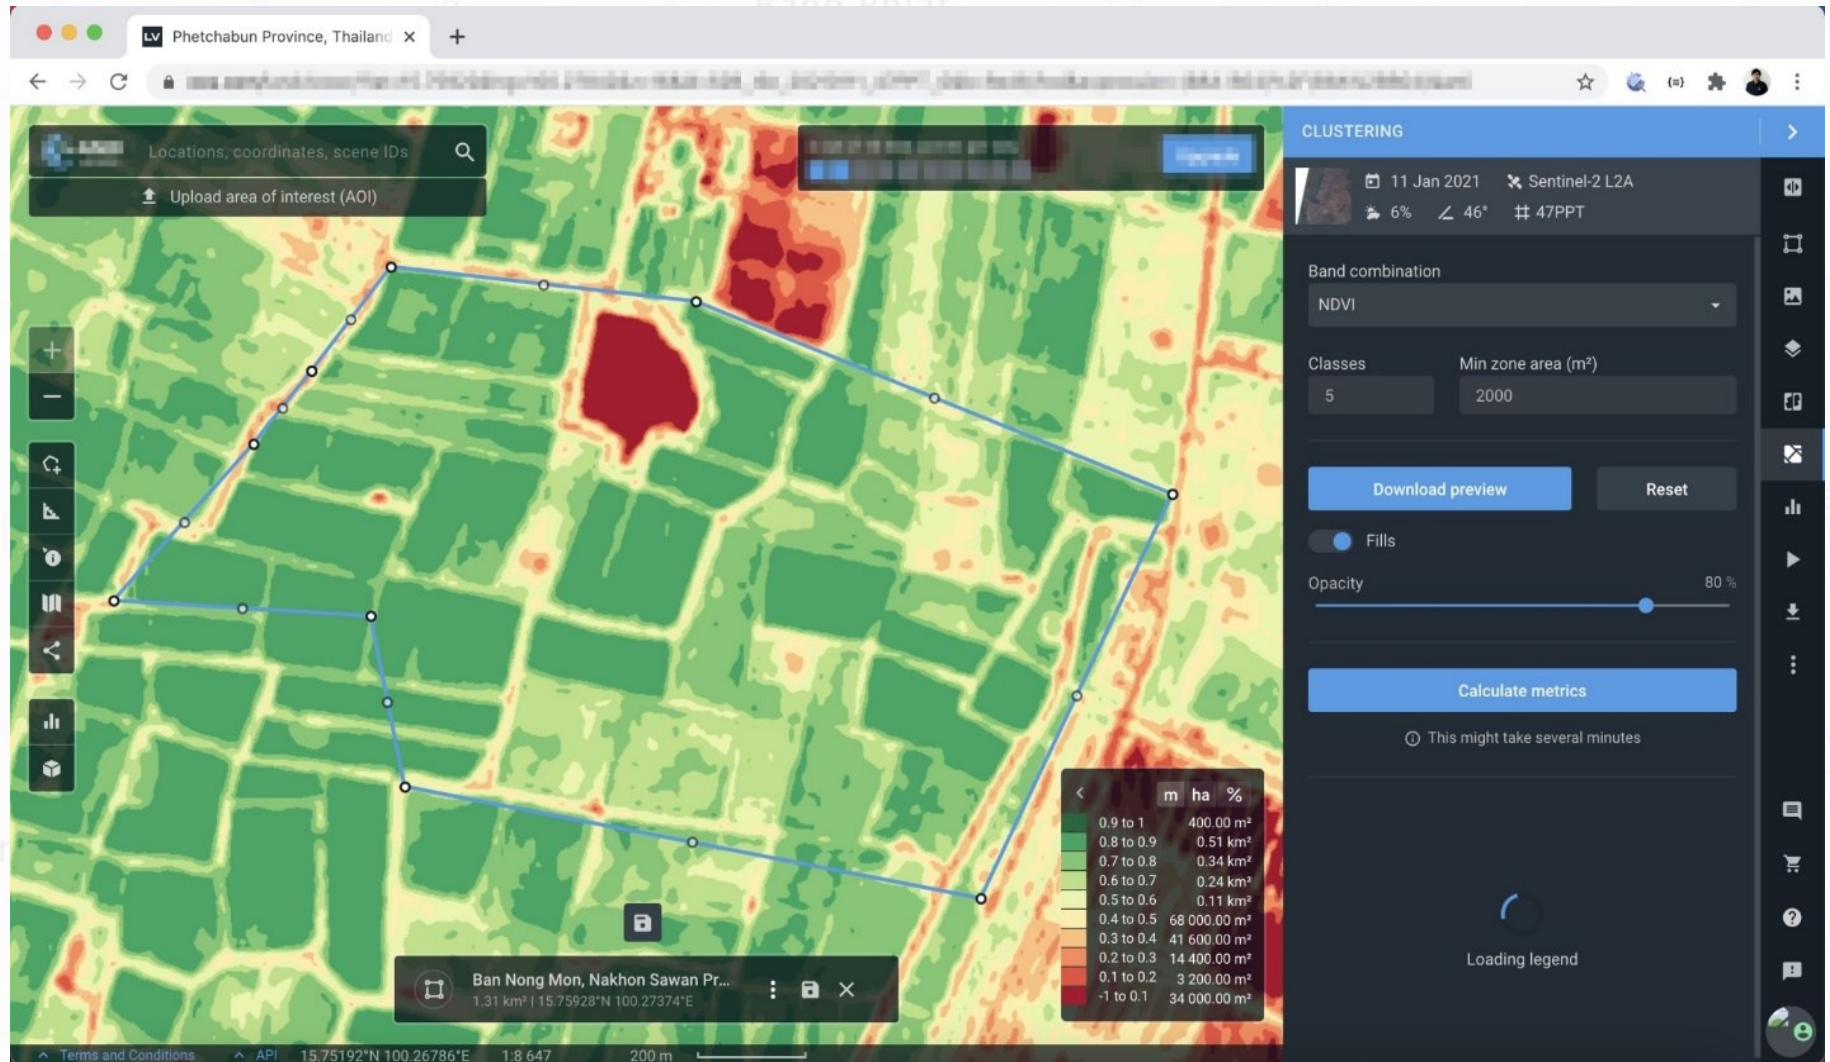 Phetchabun Province, Thailand
Locations, coordinates, scene IDs
Upload area of interest (AOI)
CLUSTERING
11 Jan 2021 Sentinel-2 L2A
6% 46° 47PPT
Band combination
NDVI
Classes Min zone area (m²)
5 2000
Download preview Reset
Fills
Opacity 80 %
Calculate metrics
This might take several minutes
m ha %
0.9 to 1 400.00 m²
0.8 to 0.9 0.51 km²
0.7 to 0.8 0.34 km²
0.6 to 0.7 0.24 km²
0.5 to 0.6 0.11 km²
0.4 to 0.5 68 000.00 m²
0.3 to 0.4 41 600.00 m²
0.2 to 0.3 14 400.00 m²
0.1 to 0.2 3 200.00 m²
-1 to 0.1 34 000.00 m²
Loading legend
Ban Nong Mon, Nakhon Sawan Pr...
1.31 km² | 15.75928°N 100.27374°E
Terms and Conditions API 15.75192°N 100.26786°E 1:8 647 200 m